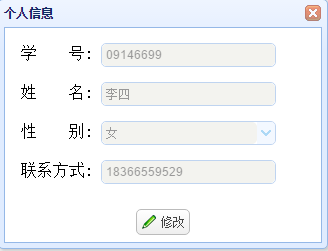 个人信息
学 号: 09146699
姓 名: 李四
性 别: 女
联系方式: 18366559529
修改